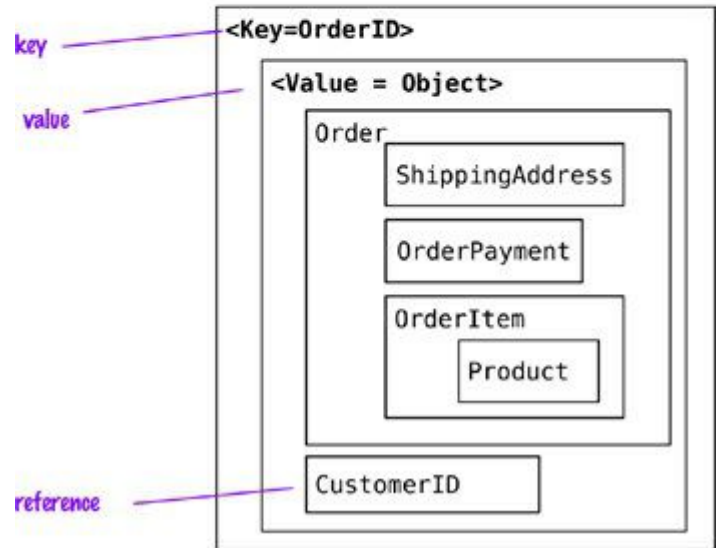 key
<Key=OrderID>
value
<Value = Object>
Order
ShippingAddress
OrderPayment
OrderItem
Product
reference
CustomerID